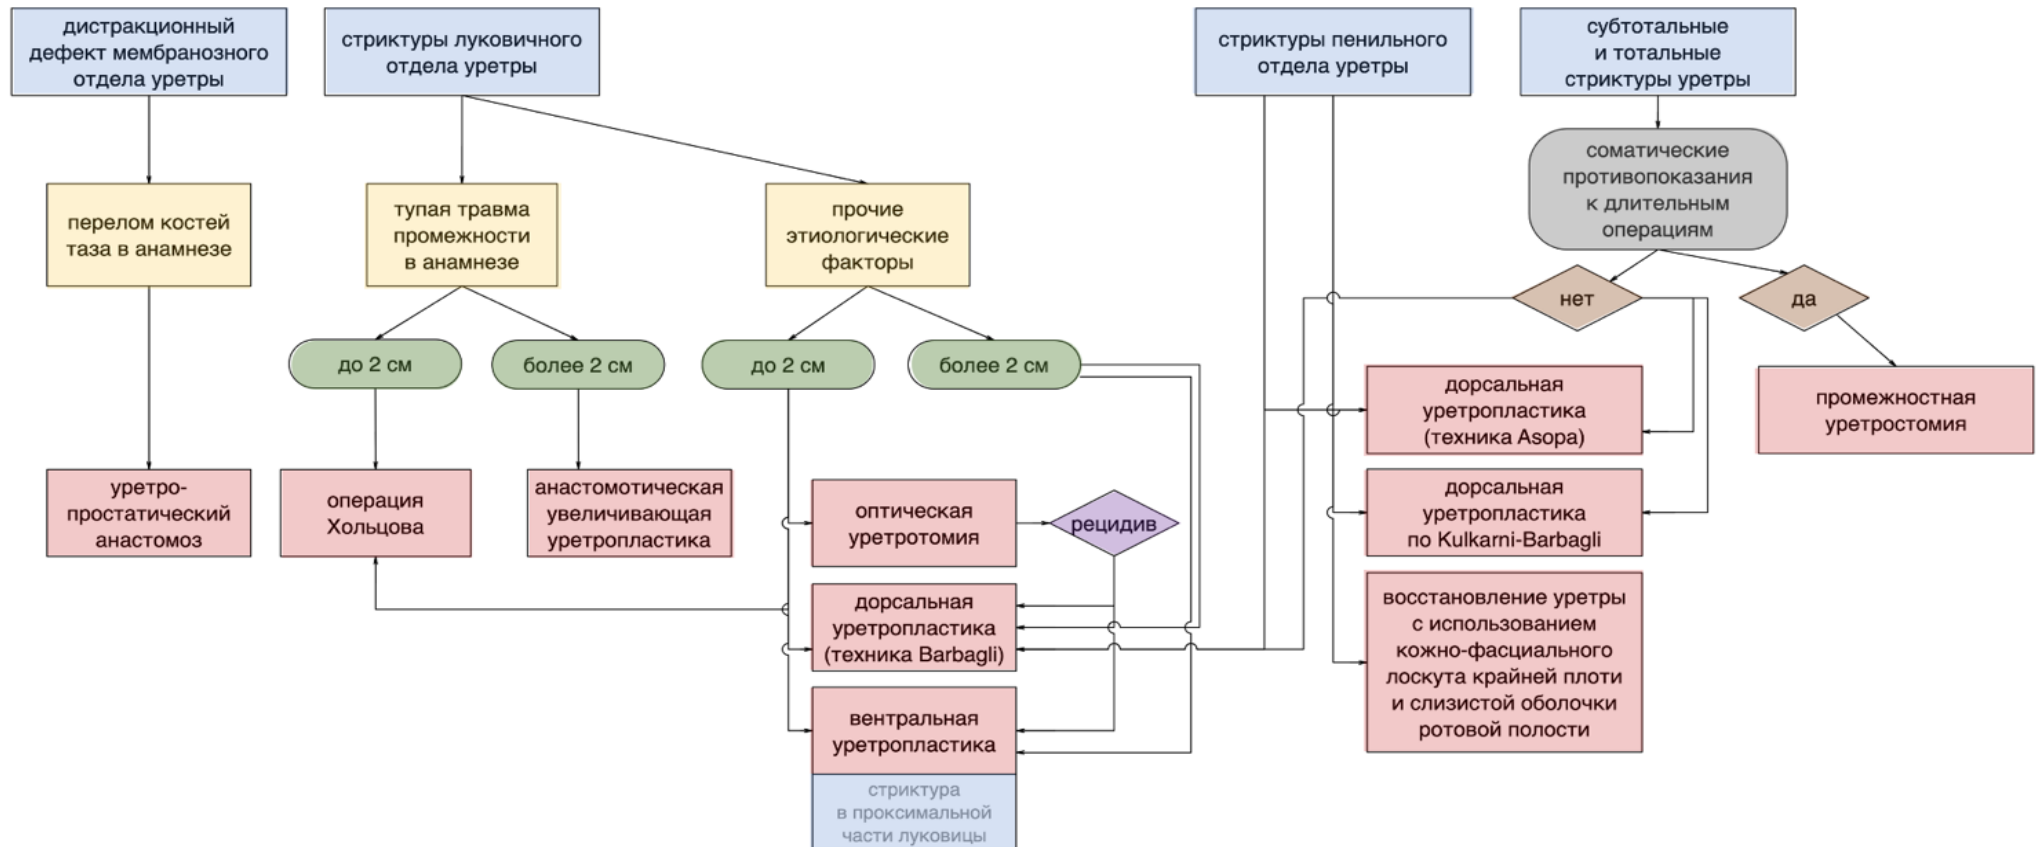 дистракционный
дефект мембранозного
отдела уретры
стриктуры луковичного
отдела уретры
стриктуры пенильного
отдела уретры
субтотальные
и тотальные
стриктуры уретры
соматические
противопоказания
к длительным
операциям
перелом костей
таза в анамнезе
тупая травма
промежности
в анамнезе
прочие
этиологические
факторы
нет
да
до 2 см
более 2 см
до 2 см
более 2 см
дорсальная
уретропластика
(техника Asopa)
промежностная
уретростомия
уретро-
простатический
анастомоз
операция
Хольцова
анастомотическая
увеличивающая
уретропластика
оптическая
уретротомия
рецидив
дорсальная
уретропластика
по Kulkarni-Barbagli
дорсальная
уретропластика
(техника Barbagli)
восстановление уретры
с использованием
кожно-фасциального
лоскута крайней плоти
и слизистой оболочки
ротовой полости
вентральная
уретропластика
структура
в проксимальной
части луковицы